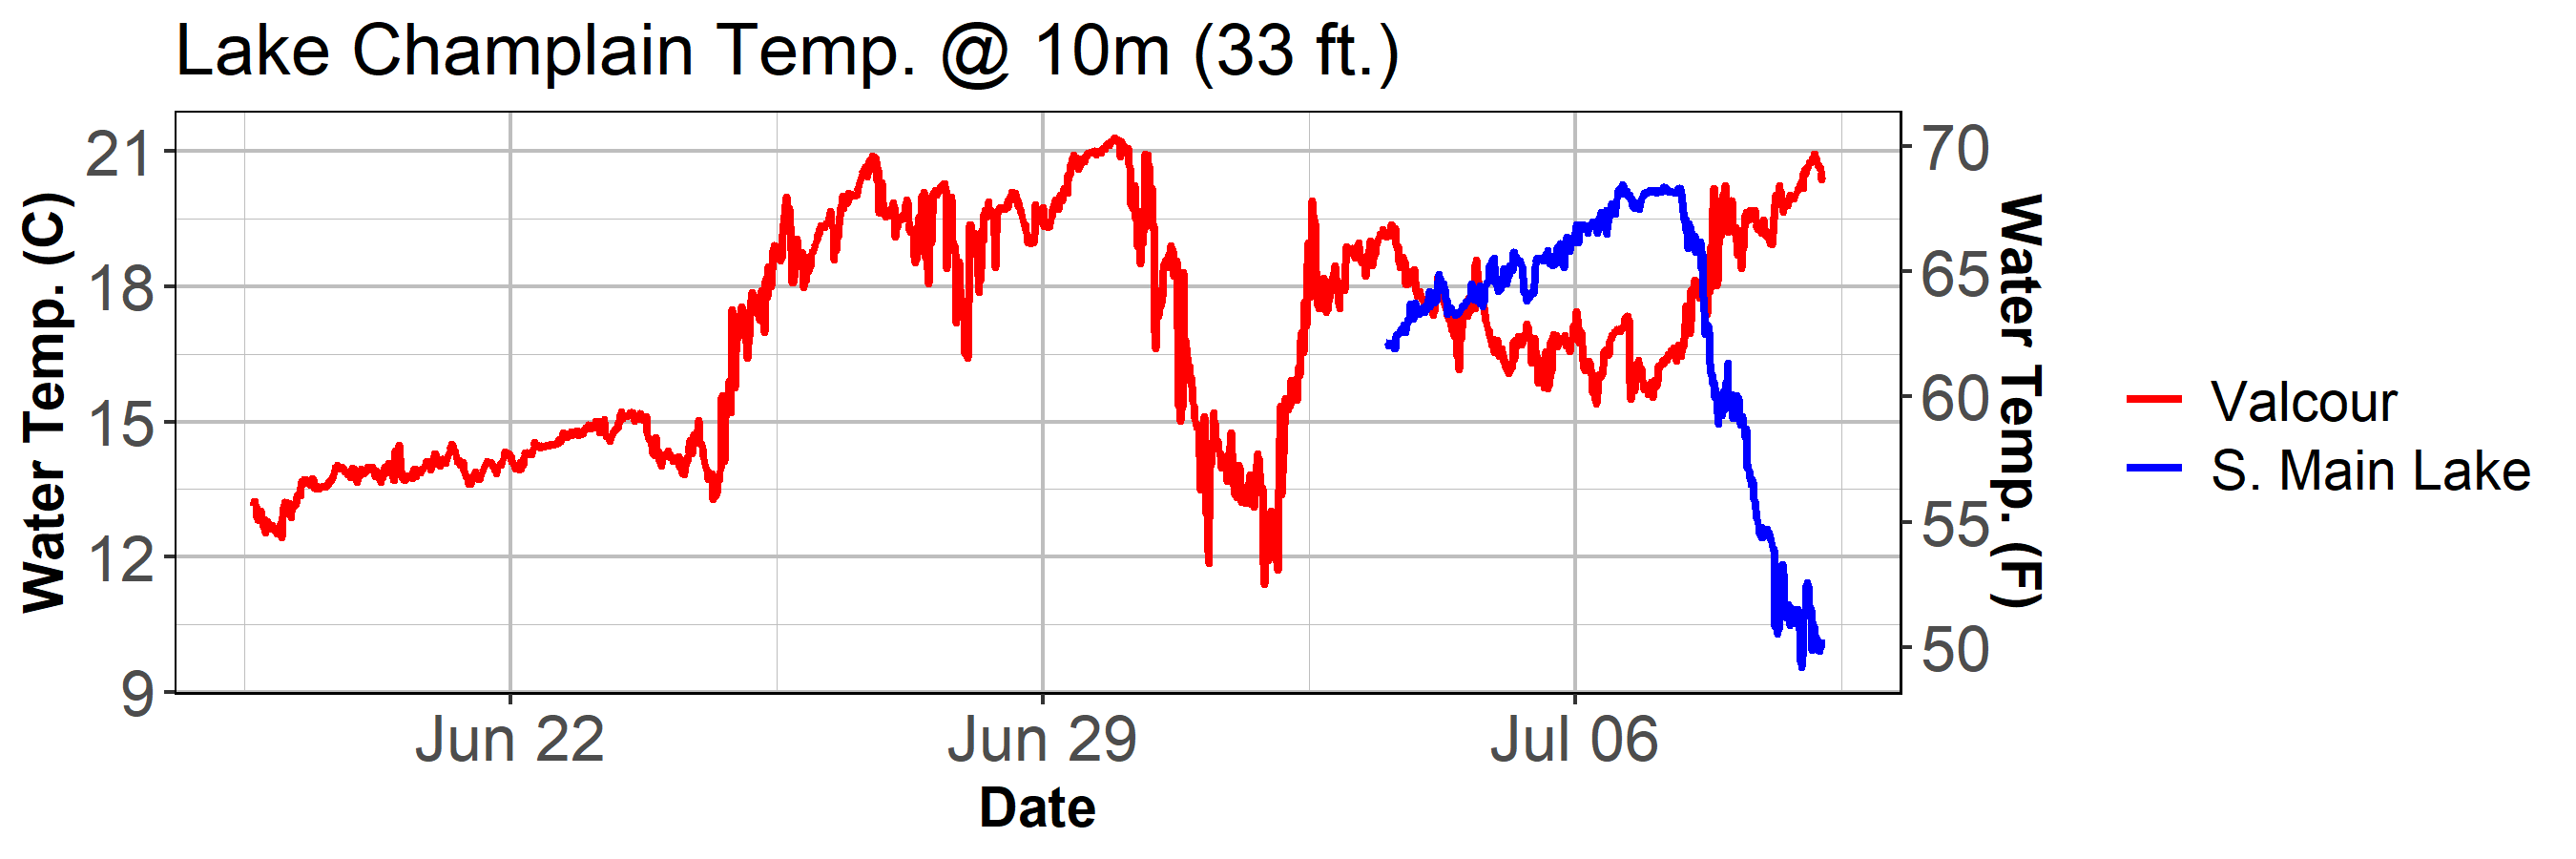 Lake Champlain Temp. @ 10m (33 ft.)
Water Temp. (C)
21
18
15
12
9
70
65
60
55
50
Water Temp. (F)
Jun 22
Jun 29
Jul 06
Date
Valcour
S. Main Lake